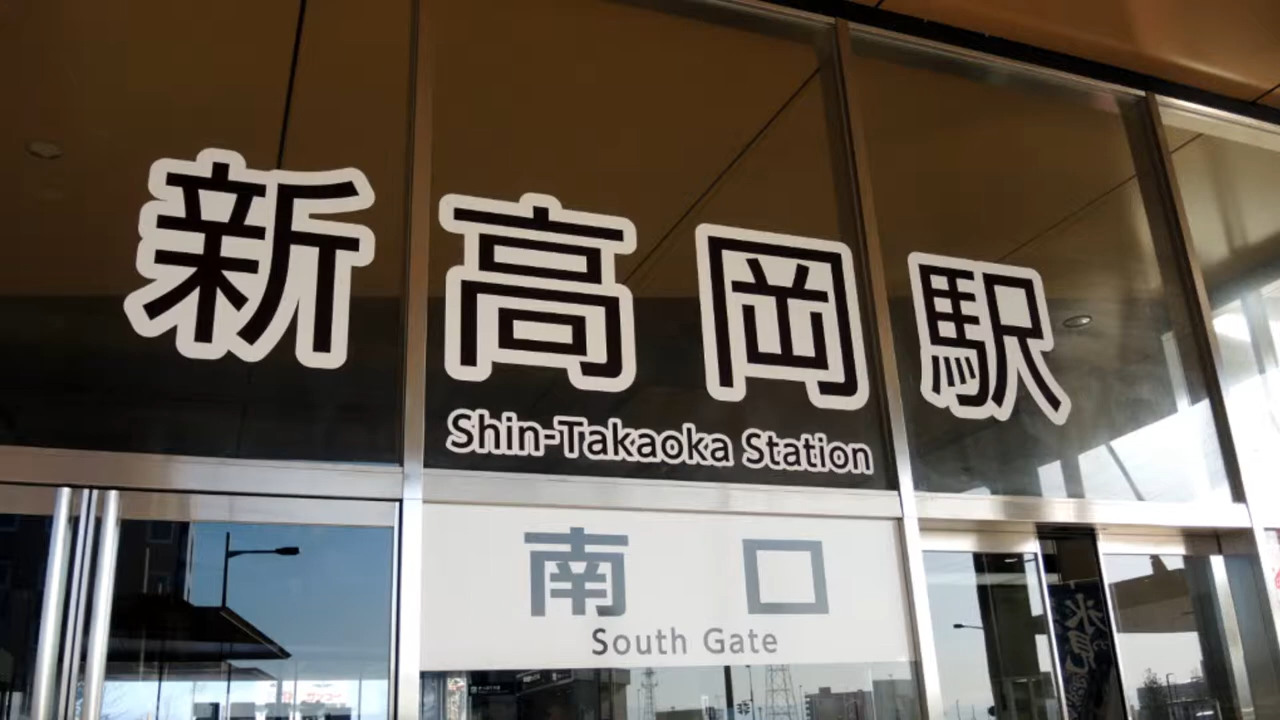 新高岡駅
Shin-Takaoka Station
南口
South Gate